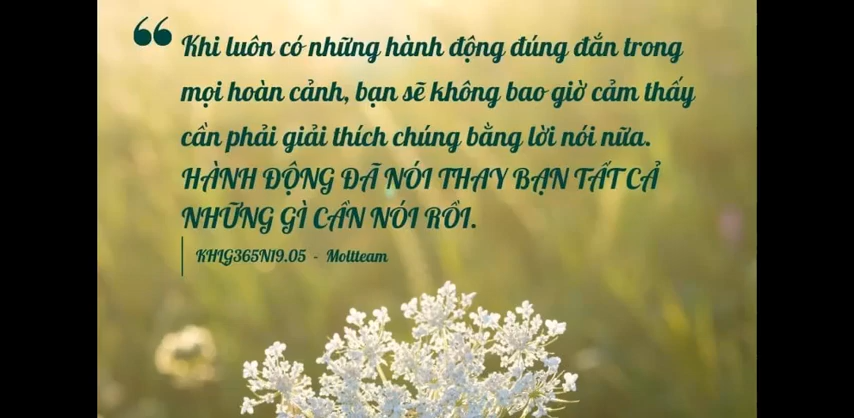 ❝ Khi luôn có những hành động đúng đắn trong
mọi hoàn cảnh, bạn sẽ không bao giờ cảm thấy
cần phải giải thích chúng bằng lời nói nữa.
HÀNH ĐỘNG ĐÃ NÓI THAY BẠN TẤT CẢ
NHỮNG GÌ CẦN NÓI RỒI.
KHLG365N19.05 - Moltteam